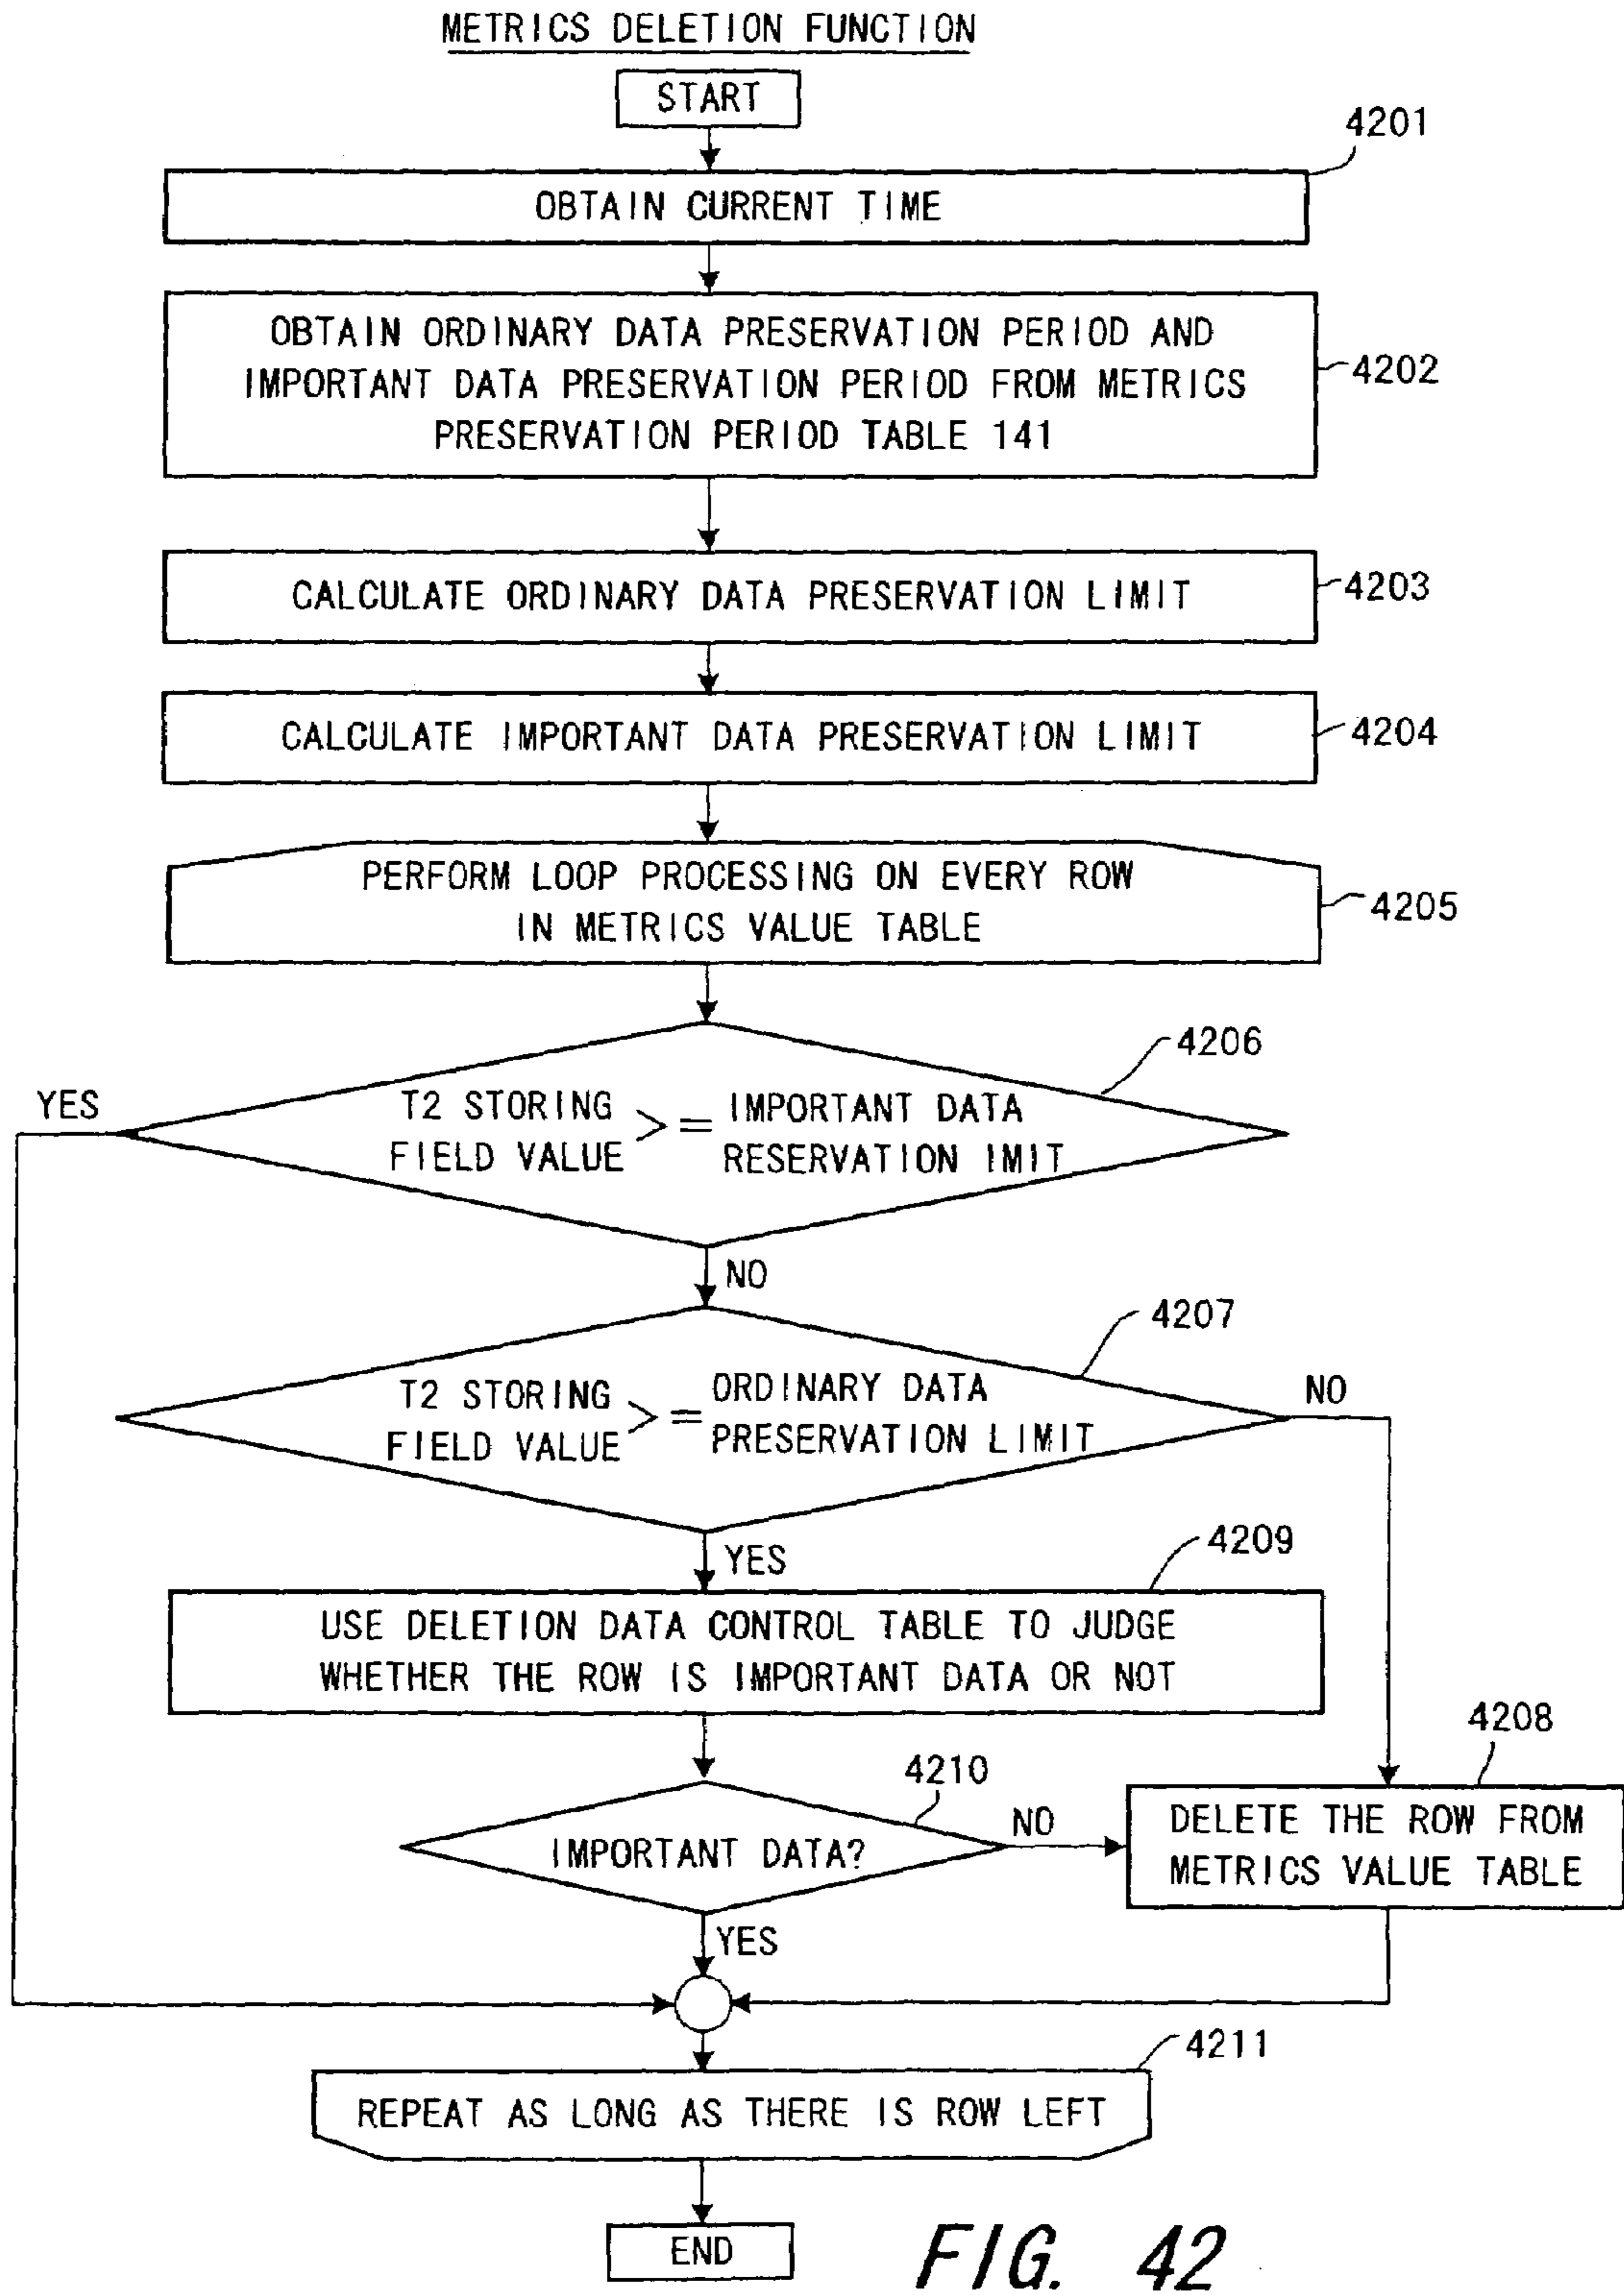 METRICS DELETION FUNCTION
START
4201
OBTAIN CURRENT TIME
OBTAIN ORDINARY DATA PRESERVATION PERIOD AND
IMPORTANT DATA PRESERVATION PERIOD FROM METRICS
PRESERVATION PERIOD TABLE 141
4202
CALCULATE ORDINARY DATA PRESERVATION LIMIT
4203
CALCULATE IMPORTANT DATA PRESERVATION LIMIT
4204
PERFORM LOOP PROCESSING ON EVERY ROW
IN METRICS VALUE TABLE
4205
4206
YES
T2 STORING
FIELD VALUE
>=
IMPORTANT DATA
RESERVATION IMIT
NO
4207
T2 STORING
FIELD VALUE
>=
ORDINARY DATA
PRESERVATION LIMIT
NO
YES
4209
USE DELETION DATA CONTROL TABLE TO JUDGE
WHETHER THE ROW IS IMPORTANT DATA OR NOT
4210
IMPORTANT DATA?
NO
4208
DELETE THE ROW FROM
METRICS VALUE TABLE
YES
4211
REPEAT AS LONG AS THERE IS ROW LEFT
END
FIG. 42